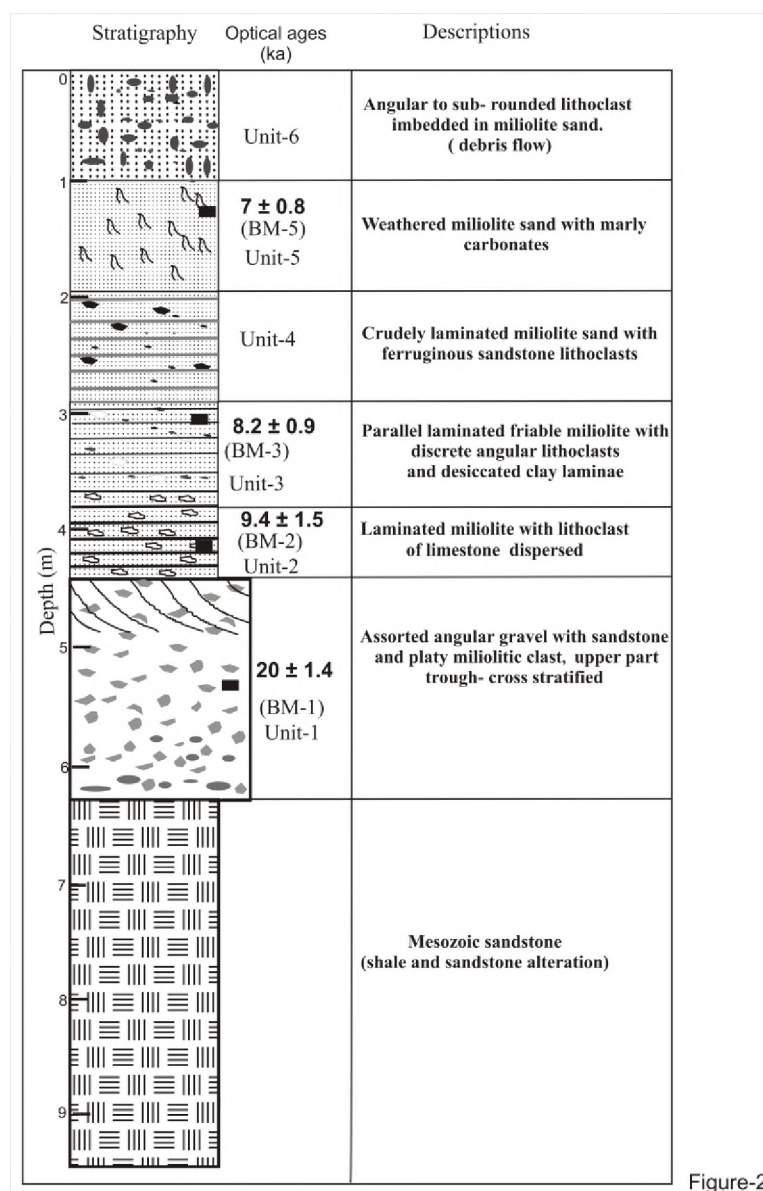 Stratigraphy
Optical ages
(ka)
Descriptions
0
Unit-6
Angular to sub- rounded lithoclast
imbedded in miliolite sand.
( debris flow)
1
7 ± 0.8
(BM-5)
Unit-5
Weathered miliolite sand with marly
carbonates
2
Unit-4
Crudely laminated miliolite sand with
ferruginous sandstone lithoclasts
3
8.2 ± 0.9
(BM-3)
Unit-3
Parallel laminated friable miliolite with
discrete angular lithoclasts
and desiccated clay laminae
4
9.4 ± 1.5
(BM-2)
Unit-2
Laminated miliolite with lithoclast
of limestone dispersed
Depth (m)
5
20 ± 1.4
(BM-1)
Unit-1
Assorted angular gravel with sandstone
and platy miliolitic clast, upper part
trough- cross stratified
6
7
Mesozoic sandstone
(shale and sandstone alteration)
8
9
Figure-2